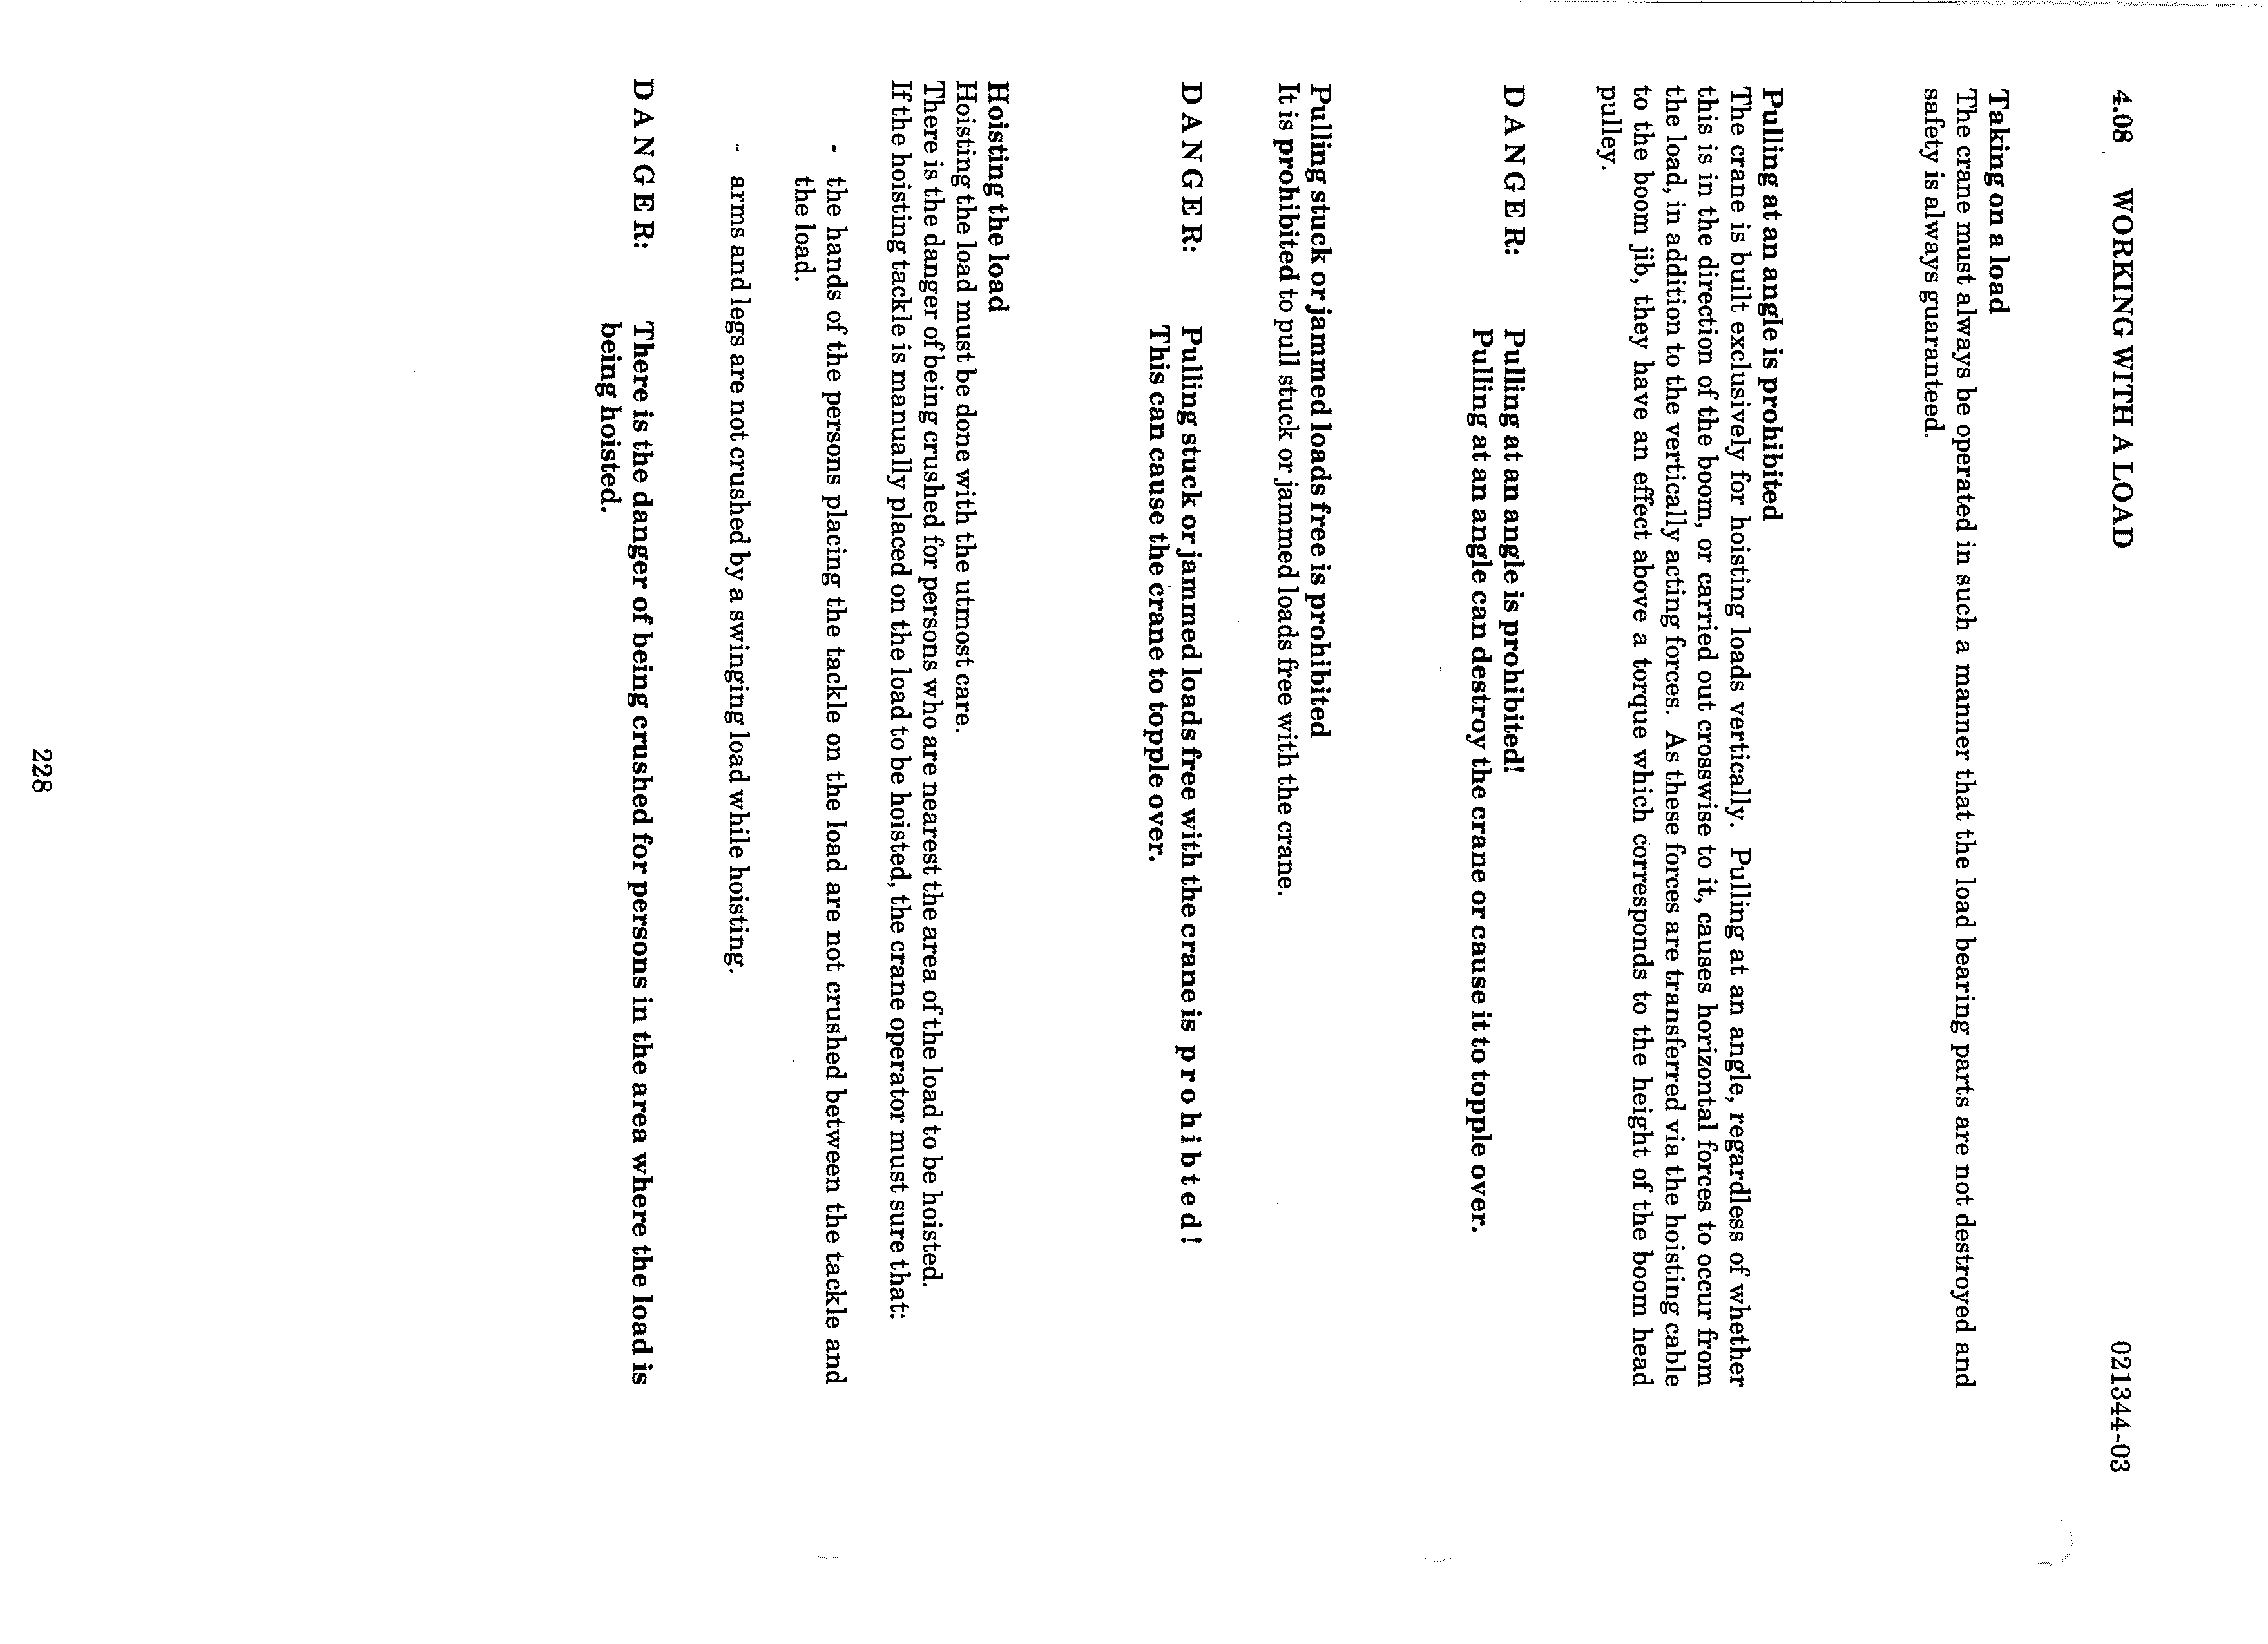 4.08 WORKING WITH A LOAD 021344-03
Taking on a load
The crane must always be operated in such a manner that the load bearing parts are not destroyed and
safety is always guaranteed.
Pulling at an angle is prohibited
The crane is built exclusively for hoisting loads vertically. Pulling at an angle, regardless of whether
this is in the direction of the boom, or carried out crosswise to it, causes horizontal forces to occur from
the load, in addition to the vertically acting forces. As these forces are transferred via the hoisting cable
to the boom jib, they have an effect above a torque which corresponds to the height of the boom head
pulley.
D A N G E R: Pulling at an angle is prohibited!
Pulling at an angle can destroy the crane or cause it to topple over.
Pulling stuck or jammed loads free is prohibited
It is prohibited to pull stuck or jammed loads free with the crane.
D A N G E R: Pulling stuck or jammed loads free with the crane is p r o h i b t e d !
This can cause the crane to topple over.
Hoisting the load
Hoisting the load must be done with the utmost care.
There is the danger of being crushed for persons who are nearest the area of the load to be hoisted.
If the hoisting tackle is manually placed on the load to be hoisted, the crane operator must sure that:
- the hands of the persons placing the tackle on the load are not crushed between the tackle and
the load.
- arms and legs are not crushed by a swinging load while hoisting.
D A N G E R: There is the danger of being crushed for persons in the area where the load is
being hoisted.
228